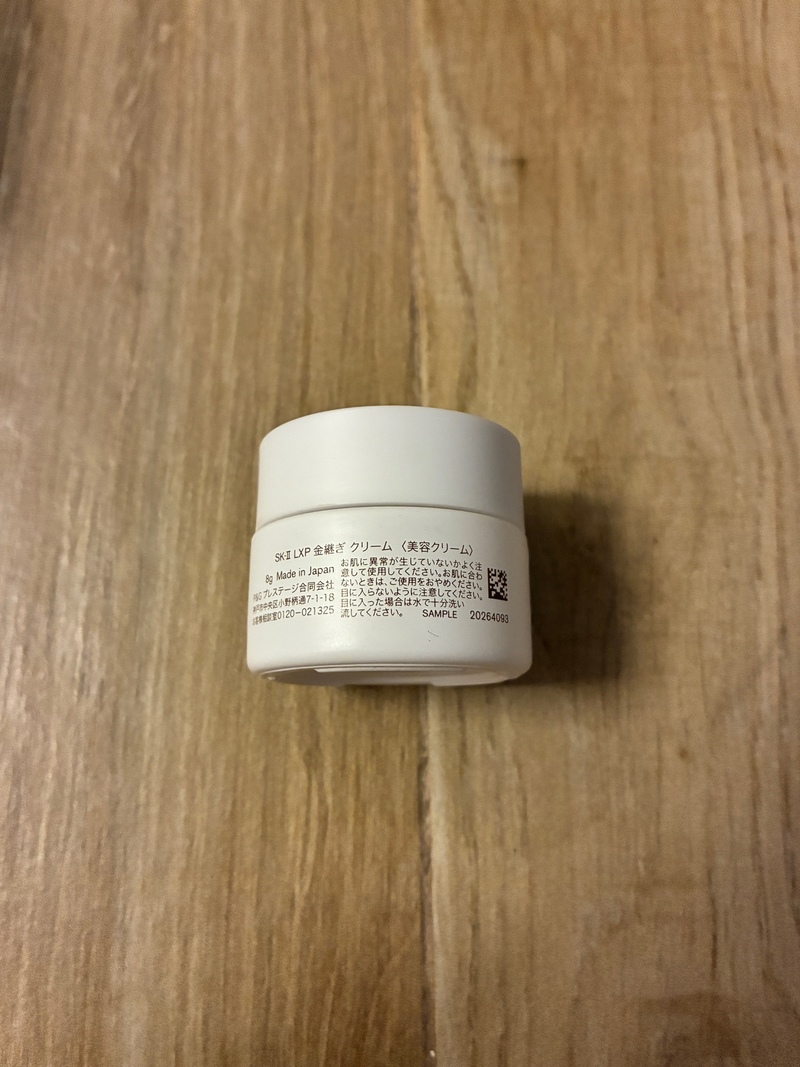 SK-II LXP 金継ぎ クリーム 〈美容クリーム〉
8g Made in Japan
P&G プレステージ合同会社
神戸市中央区小野柄通7-1-18
お客様相談室0120-021325
お肌に異常が生じていないかよく注
意して使用してください。お肌に合わ
ないときは、ご使用をおやめください。
目に入らないように注意してください。
目に入った場合は水で十分洗い
流してください。 SAMPLE 20264093